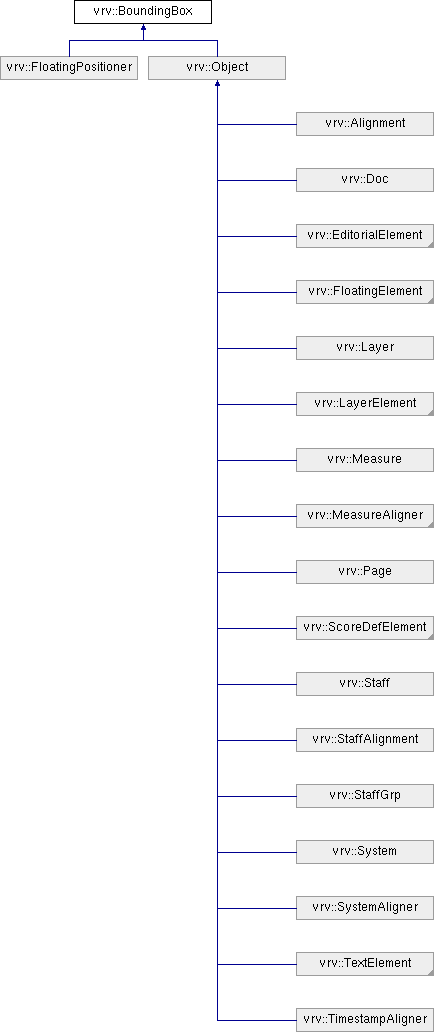 vrv::BoundingBox
vrv::FloatingPositioner
vrv::Object
vrv::Alignment
vrv::Doc
vrv::EditorialElement
vrv::FloatingElement
vrv::Layer
vrv::LayerElement
vrv::Measure
vrv::MeasureAligner
vrv::Page
vrv::ScoreDefElement
vrv::Staff
vrv::StaffAlignment
vrv::StaffGrp
vrv::System
vrv::SystemAligner
vrv::TextElement
vrv::TimestampAligner